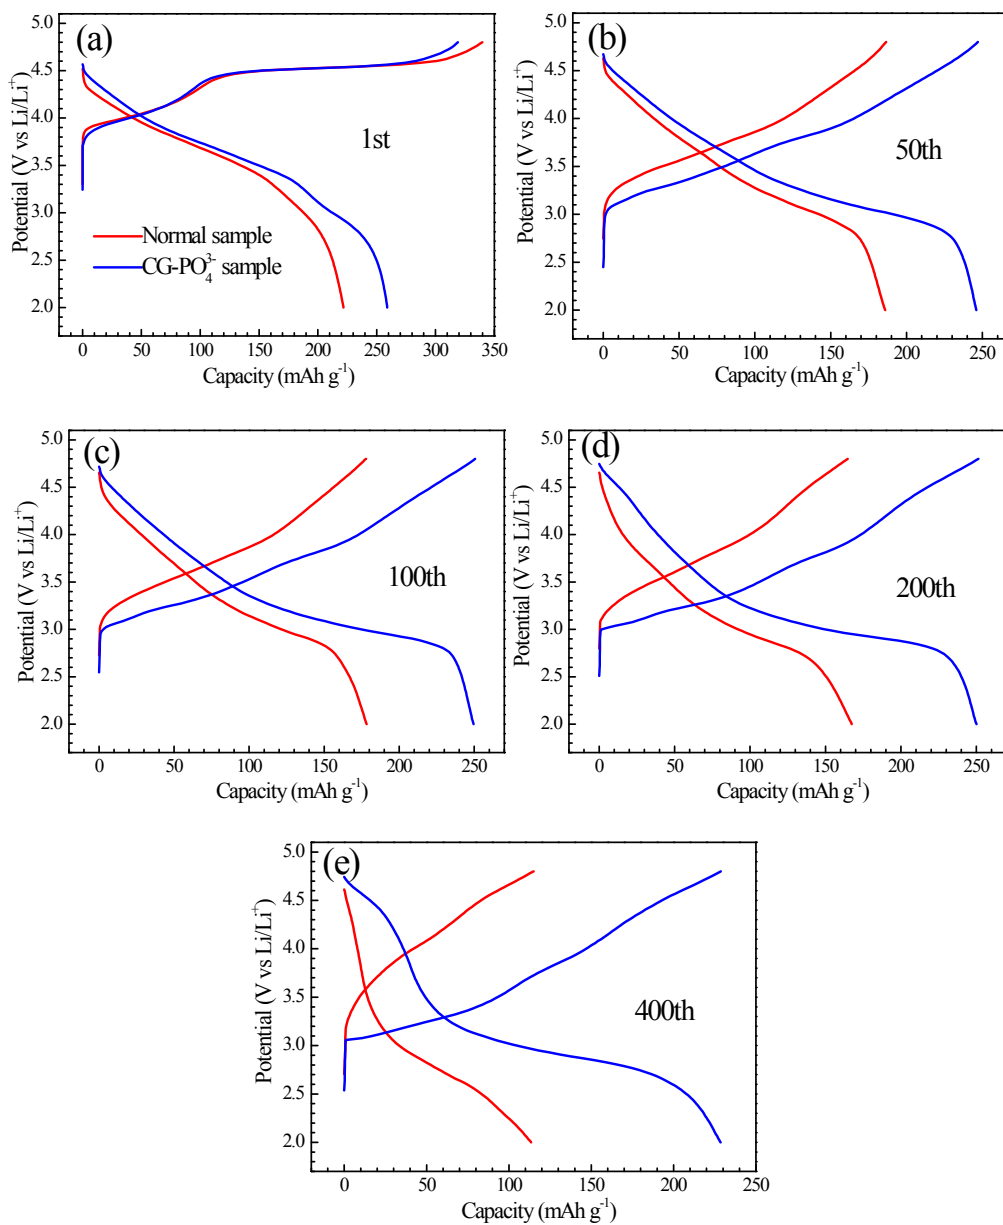 (a)
5.0
4.5
4.0
3.5
3.0
2.5
2.0
Potential (V vs Li/Li⁺)
1st
Normal sample
CG-PO₄³⁻ sample
0 50 100 150 200 250 300 350
Capacity (mAh g⁻¹)
(b)
5.0
4.5
4.0
3.5
3.0
2.5
2.0
Potential (V vs Li/Li⁺)
50th
0 50 100 150 200 250
Capacity (mAh g⁻¹)
(c)
5.0
4.5
4.0
3.5
3.0
2.5
2.0
Potential (V vs Li/Li⁺)
100th
0 50 100 150 200 250
Capacity (mAh g⁻¹)
(d)
5.0
4.5
4.0
3.5
3.0
2.5
2.0
Potential (V vs Li/Li⁺)
200th
0 50 100 150 200 250
Capacity (mAh g⁻¹)
(e)
5.0
4.5
4.0
3.5
3.0
2.5
2.0
Potential (V vs Li/Li⁺)
400th
0 50 100 150 200 250
Capacity (mAh g⁻¹)